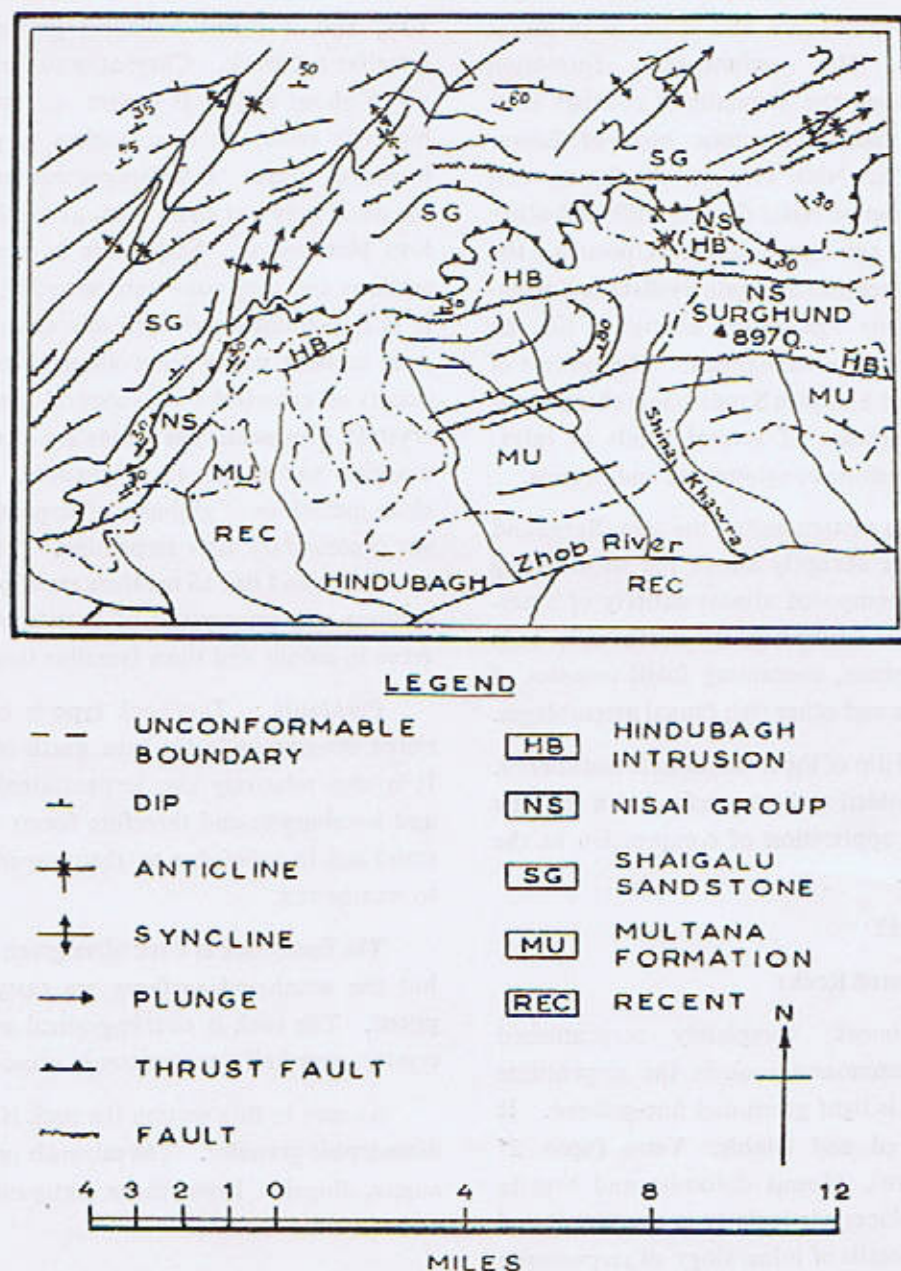 50
60
35
55
SG
30
SG
NS
HB
30
HB
NS
SURGHUND
8970
SG
30
30
50
HB
HB
NS
30
MU
MU
MU
REC
Shina Khawra
Zhob River
HINDUBAGH
REC
LEGEND
UNCONFORMABLE
BOUNDARY
DIP
ANTICLINE
SYNCLINE
PLUNGE
THRUST FAULT
FAULT
HB HINDUBAGH
INTRUSION
NS NISAI GROUP
SG SHAIGALU
SANDSTONE
MU MULTANA
FORMATION
REC RECENT
N
4 3 2 1 0 4 8 12
MILES